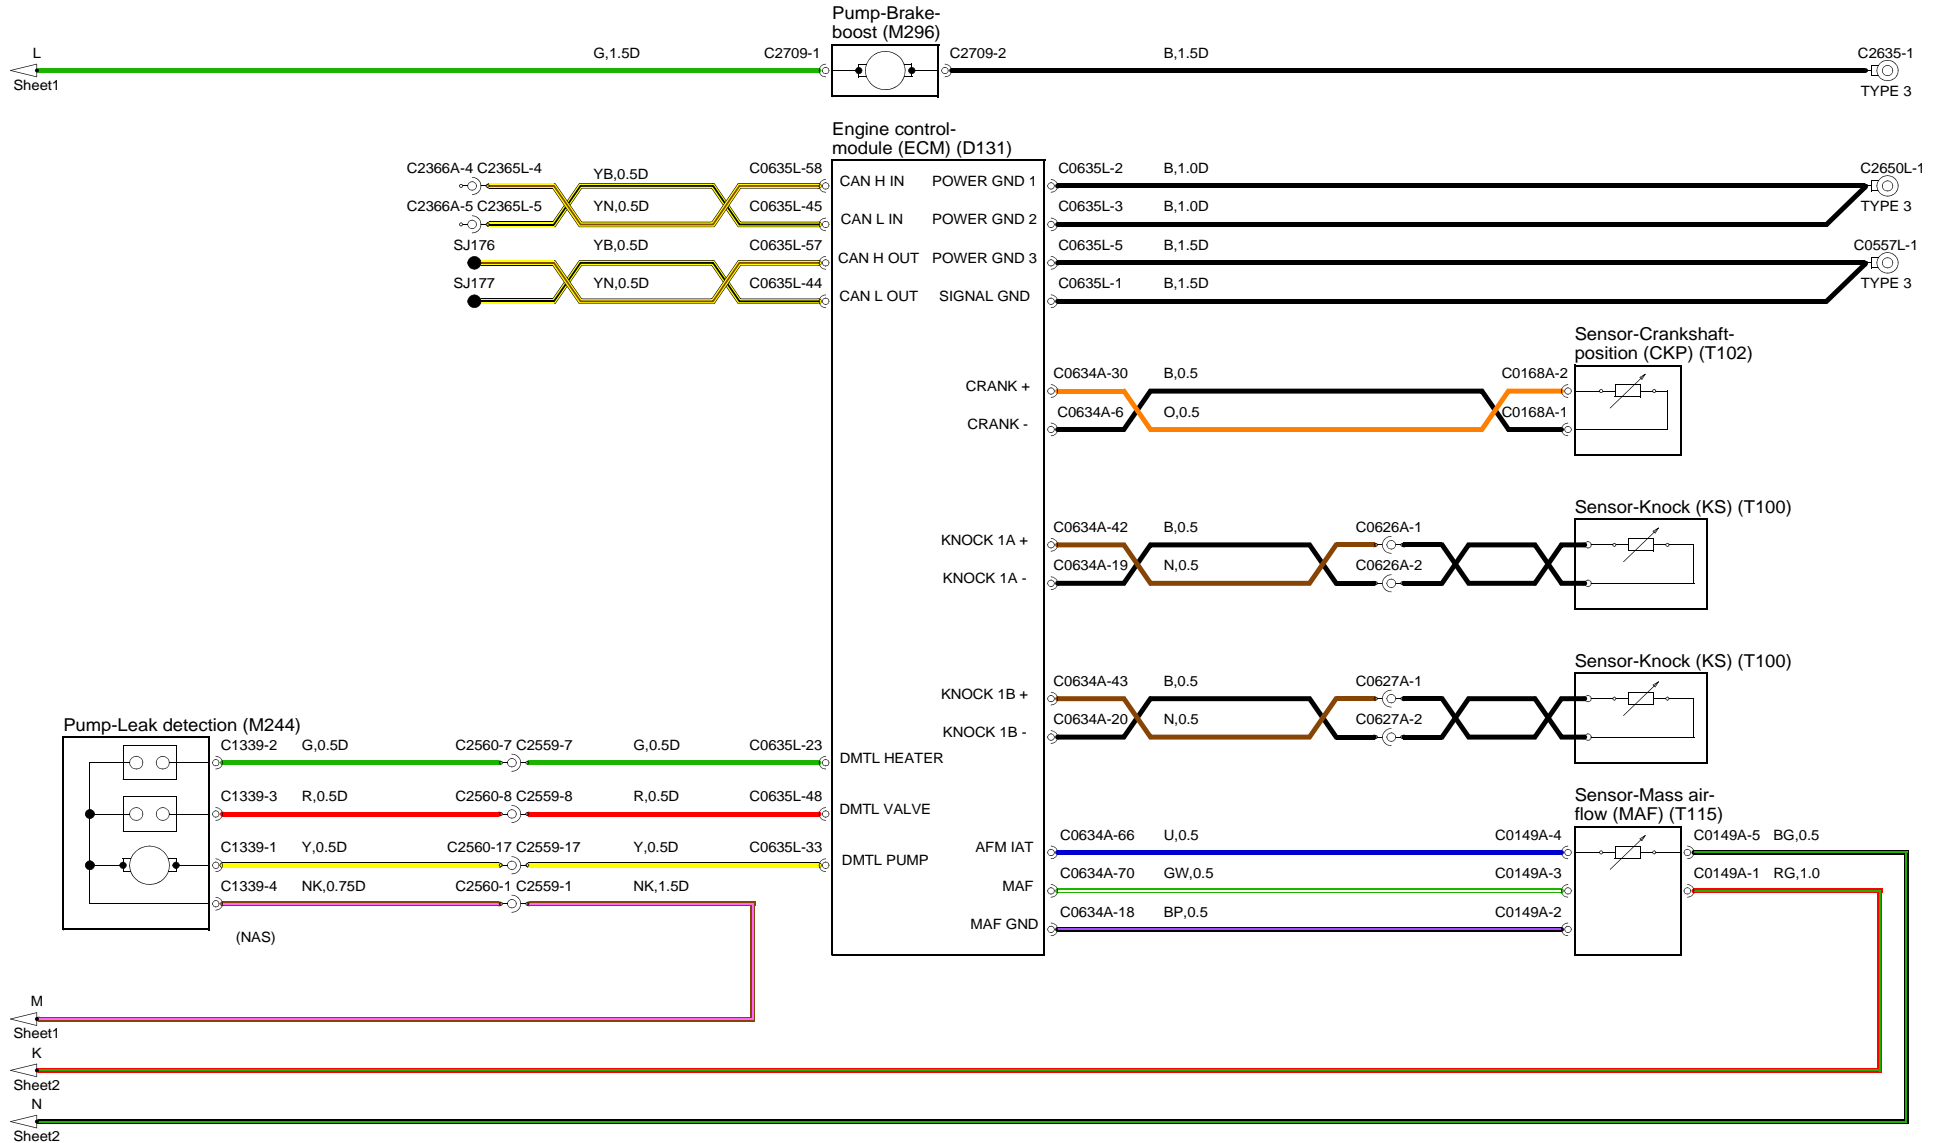 Pump-Brake-
boost (M296)
L
G,1.5D
C2709-1
C2709-2
B,1.5D
C2635-1
Sheet1
TYPE 3
Engine control-
module (ECM) (D131)
C2366A-4 C2365L-4
YB,0.5D
C0635L-58
CAN H IN
POWER GND 1
C0635L-2
B,1.0D
C2650L-1
C2366A-5 C2365L-5
YN,0.5D
C0635L-45
CAN L IN
POWER GND 2
C0635L-3
B,1.0D
TYPE 3
SJ176
YB,0.5D
C0635L-57
CAN H OUT
POWER GND 3
C0635L-5
B,1.5D
C0557L-1
SJ177
YN,0.5D
C0635L-44
CAN L OUT
SIGNAL GND
C0635L-1
B,1.5D
TYPE 3
Sensor-Crankshaft-
position (CKP) (T102)
CRANK +
C0634A-30
B,0.5
C0168A-2
CRANK -
C0634A-6
O,0.5
C0168A-1
Sensor-Knock (KS) (T100)
KNOCK 1A +
C0634A-42
B,0.5
C0626A-1
KNOCK 1A -
C0634A-19
N,0.5
C0626A-2
Sensor-Knock (KS) (T100)
KNOCK 1B +
C0634A-43
B,0.5
C0627A-1
KNOCK 1B -
C0634A-20
N,0.5
C0627A-2
Pump-Leak detection (M244)
C1339-2
G,0.5D
C2560-7 C2559-7
G,0.5D
C0635L-23
DMTL HEATER
C1339-3
R,0.5D
C2560-8 C2559-8
R,0.5D
C0635L-48
DMTL VALVE
C1339-1
Y,0.5D
C2560-17 C2559-17
Y,0.5D
C0635L-33
DMTL PUMP
C1339-4
NK,0.75D
C2560-1 C2559-1
NK,1.5D
(NAS)
Sensor-Mass air-
flow (MAF) (T115)
AFM IAT
C0634A-66
U,0.5
C0149A-4
C0149A-5
BG,0.5
MAF
C0634A-70
GW,0.5
C0149A-3
C0149A-1
RG,1.0
MAF GND
C0634A-18
BP,0.5
C0149A-2
M
Sheet1
K
Sheet2
N
Sheet2